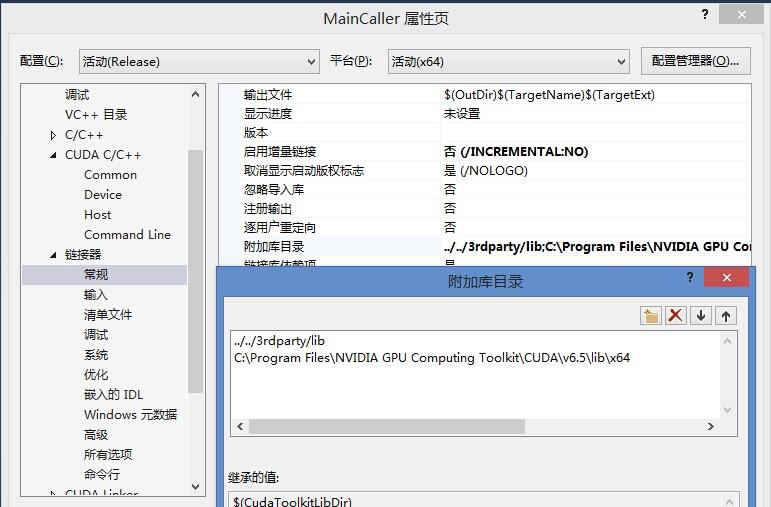 MainCaller 属性页
?
×
配置(C): 活动(Release) 平台(P): 活动(x64) 配置管理器(O)...
调试
VC++ 目录
C/C++
CUDA C/C++
Common
Device
Host
Command Line
链接器
常规
输入
清单文件
调试
系统
优化
嵌入的 IDL
Windows 元数据
高级
所有选项
命令行
CUDA Linker
输出文件 $(OutDir)$(TargetName)$(TargetExt)
显示进度 未设置
版本
启用增量链接 否 (/INCREMENTAL:NO)
取消显示启动版权标志 是 (/NOLOGO)
忽略导入库 否
注册输出 否
逐用户重定向 否
附加库目录 ../../3rdparty/lib;C:\Program Files\NVIDIA GPU Co
链接库依赖项 是
附加库目录
?
×
../../3rdparty/lib
C:\Program Files\NVIDIA GPU Computing Toolkit\CUDA\v6.5\lib\x64
继承的值:
$(CudaToolkitLibDir)